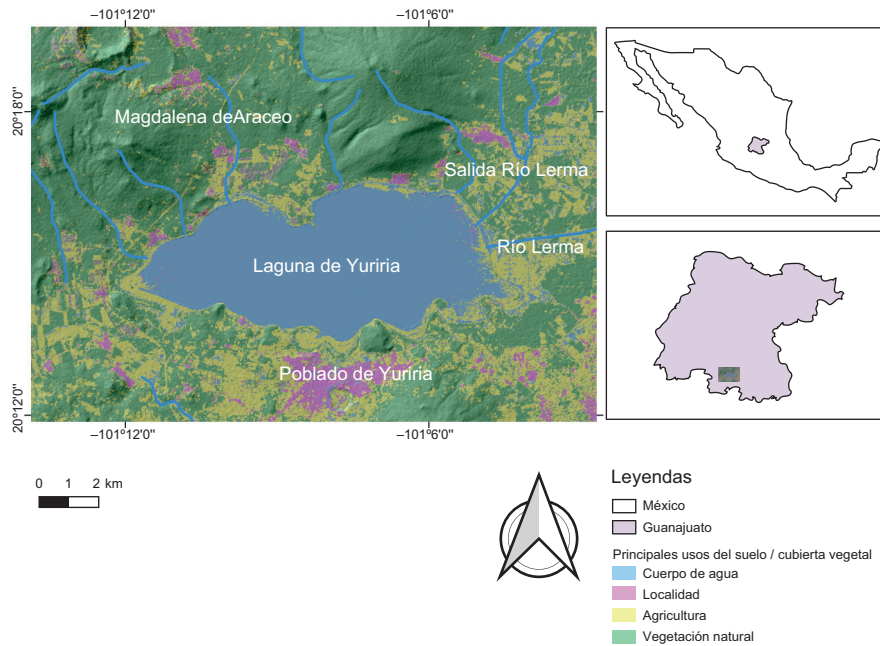 –101°12'0" –101°6'0"
20°18'0"
Magdalena deAraceo
Salida Río Lerma
Río Lerma
Laguna de Yuriria
Poblado de Yuriria
20°12'0"
–101°12'0" –101°6'0"
0 1 2 km
Leyendas
México
Guanajuato
Principales usos del suelo / cubierta vegetal
Cuerpo de agua
Localidad
Agricultura
Vegetación natural